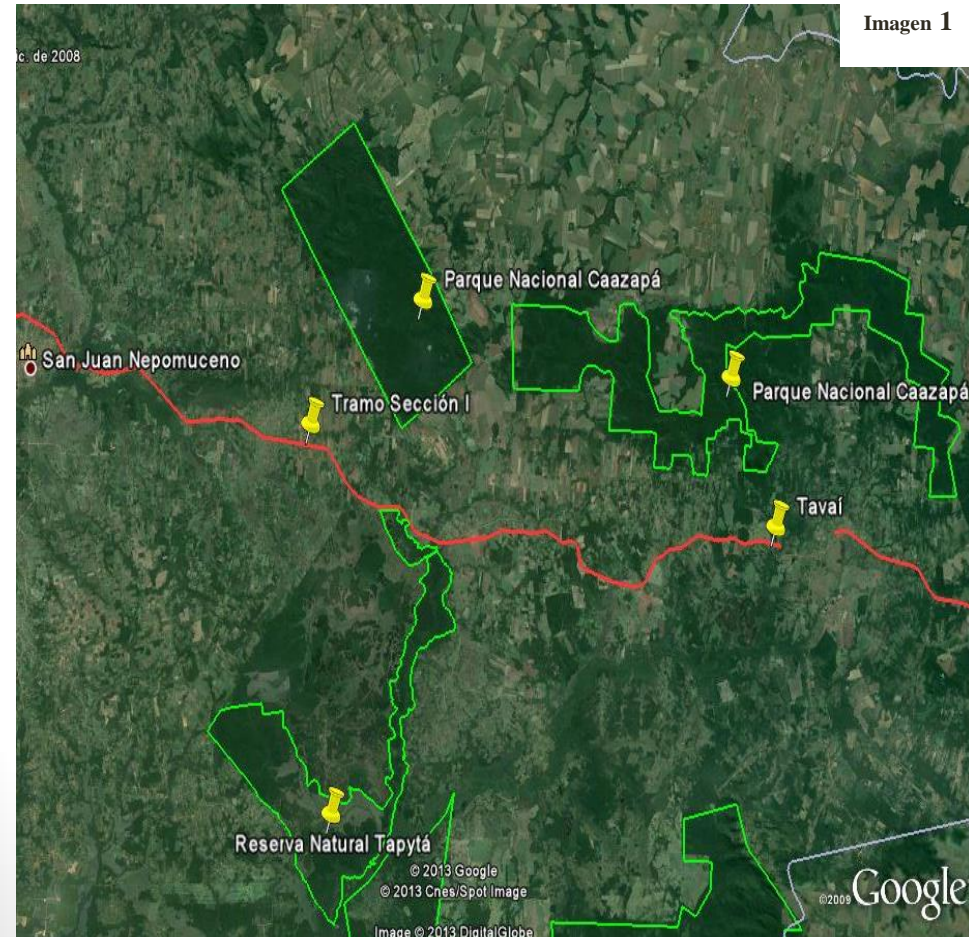 Imagen 1
ic. de 2008
Parque Nacional Caazapá
San Juan Nepomuceno
Parque Nacional Caazapá
Tramo Sección I
Tavaí
Reserva Natural Tapytá
© 2013 Google
© 2013 Cnes/Spot Image
©2009 Google
Image © 2013 DigitalGlobe